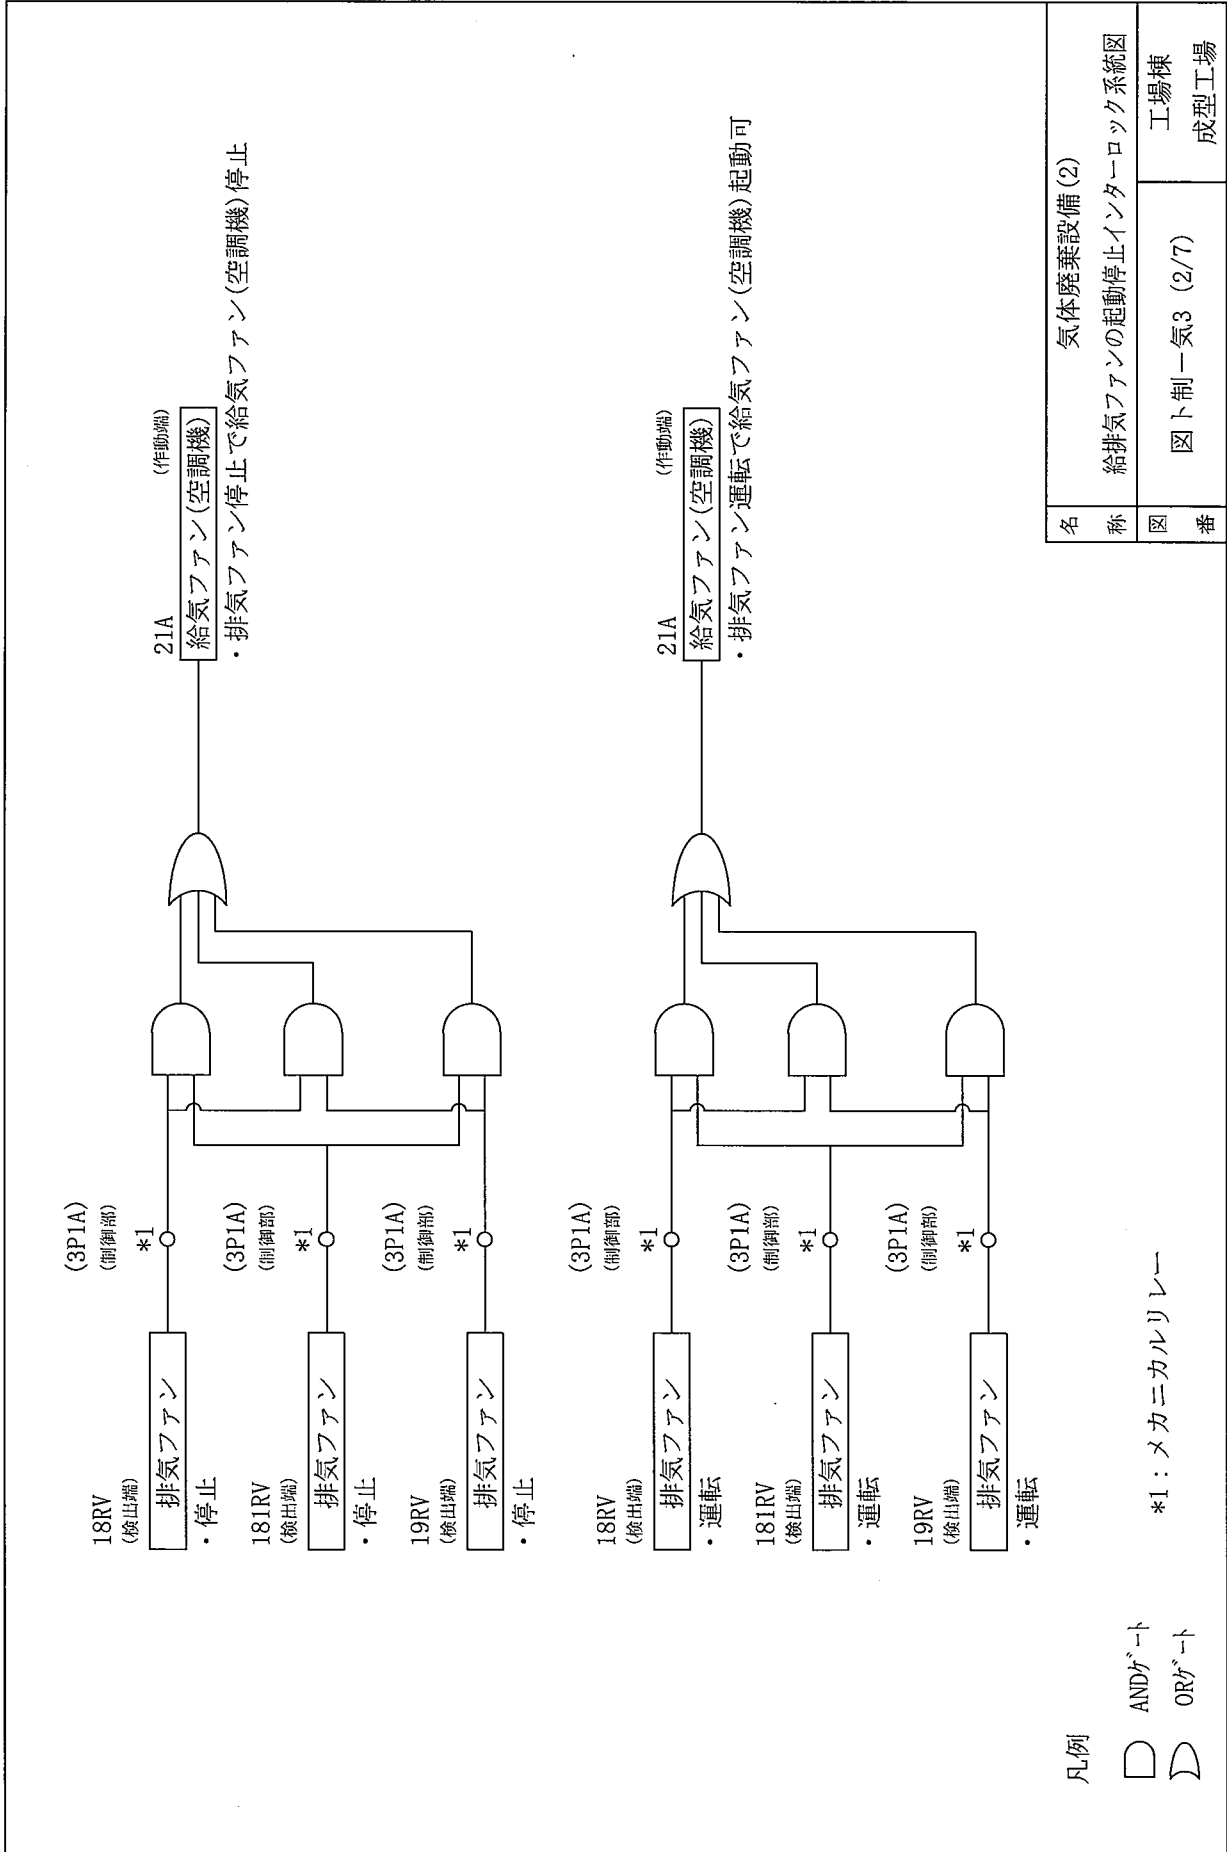 18RV
(検出端)
排気ファン
・停止
(3P1A)
(制御部)
*1
181RV
(検出端)
排気ファン
・停止
(3P1A)
(制御部)
*1
19RV
(検出端)
排気ファン
・停止
(3P1A)
(制御部)
*1
21A
(作動端)
給気ファン(空調機)
・排気ファン停止で給気ファン(空調機)停止
18RV
(検出端)
排気ファン
・運転
(3P1A)
(制御部)
*1
181RV
(検出端)
排気ファン
・運転
(3P1A)
(制御部)
*1
19RV
(検出端)
排気ファン
・運転
(3P1A)
(制御部)
*1
21A
(作動端)
給気ファン(空調機)
・排気ファン運転で給気ファン(空調機)起動可
凡例
ANDｹﾞｰﾄ
ORｹﾞｰﾄ
*1：メカニカルリレー
名称
気体廃棄設備(2)
給排気ファンの起動停止インターロック系統図
図番
図ト制－気3 (2/7)
工場棟
成型工場